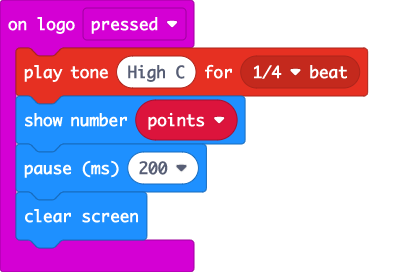 on logo pressed
play tone High C for 1/4 beat
show number points
pause (ms) 200
clear screen